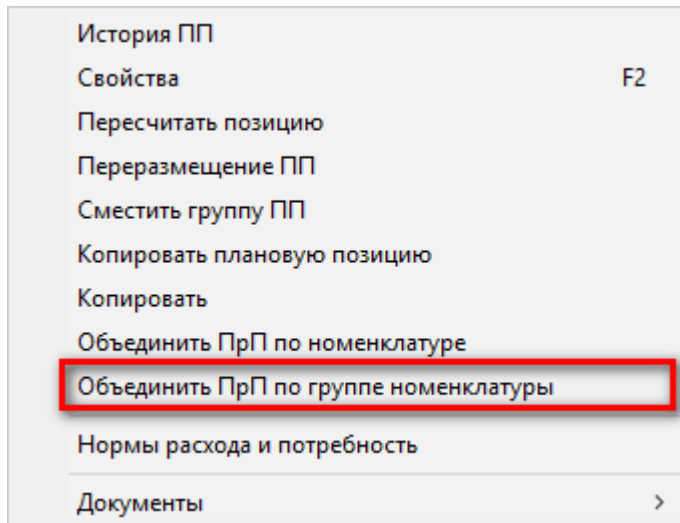 История ПП
Свойства F2
Пересчитать позицию
Переразмещение ПП
Сместить группу ПП
Копировать плановую позицию
Копировать
Объединить ПрП по номенклатуре
Объединить ПрП по группе номенклатуры
Нормы расхода и потребность
Документы